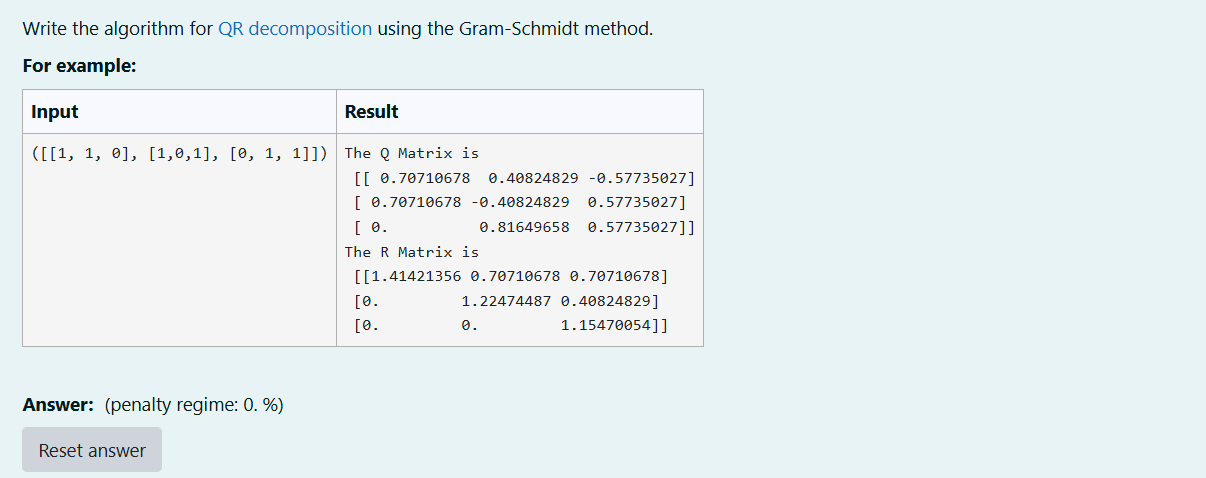 Write the algorithm for QR decomposition using the Gram-Schmidt method.
For example:
Input Result
([[1, 1, 0], [1,0,1], [0, 1, 1]]) The Q Matrix is
[[ 0.70710678  0.40824829 -0.57735027]
[ 0.70710678 -0.40824829  0.57735027]
[ 0.          0.81649658  0.57735027]]
The R Matrix is
[[1.41421356 0.70710678 0.70710678]
[0.         1.22474487 0.40824829]
[0.         0.         1.15470054]]
Answer: (penalty regime: 0. %)
Reset answer